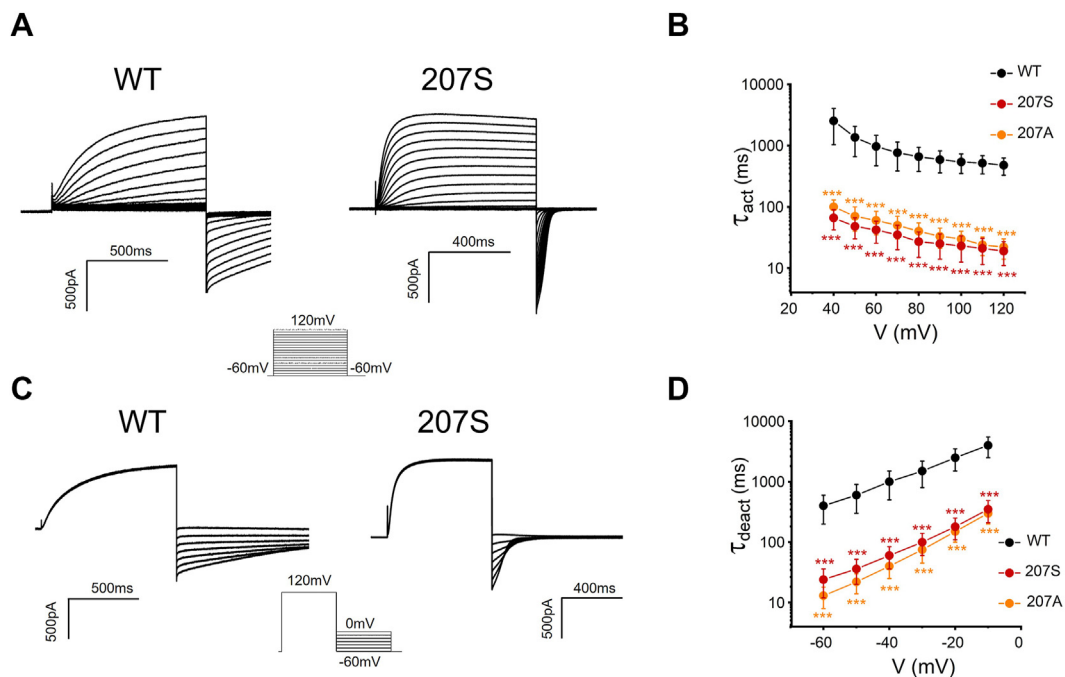 A
WT
207S
500ms
500pA
400ms
500pA
120mV
-60mV
-60mV
B
WT
207S
207A
10000
1000
100
10
τact (ms)
*** *** *** *** *** *** *** *** ***
*** *** *** *** *** *** *** *** ***
20 40 60 80 100 120
V (mV)
C
WT
207S
500ms
500pA
120mV
0mV
-60mV
400ms
500pA
D
10000
1000
100
10
τdeact (ms)
*** *** *** *** *** ***
*** *** *** *** *** ***
WT
207S
207A
-60 -40 -20 0
V (mV)